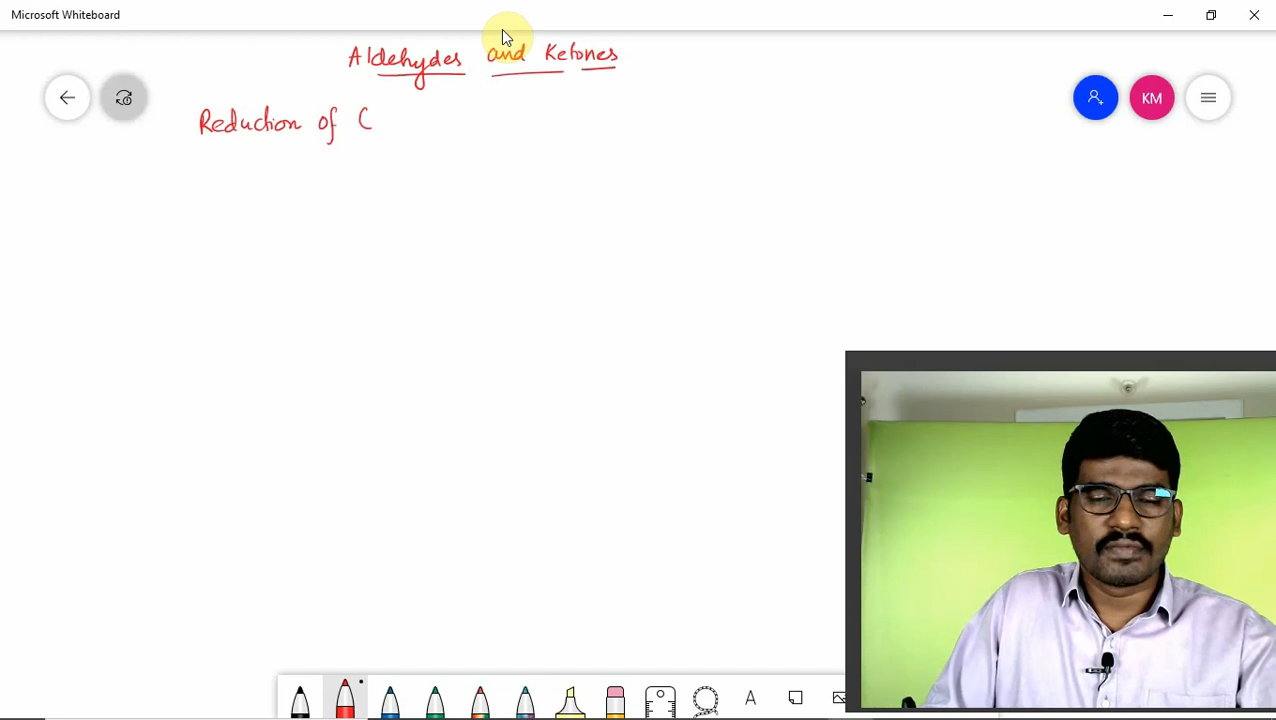 Microsoft Whiteboard
Aldehydes and Ketones
KM
Reduction of C
A